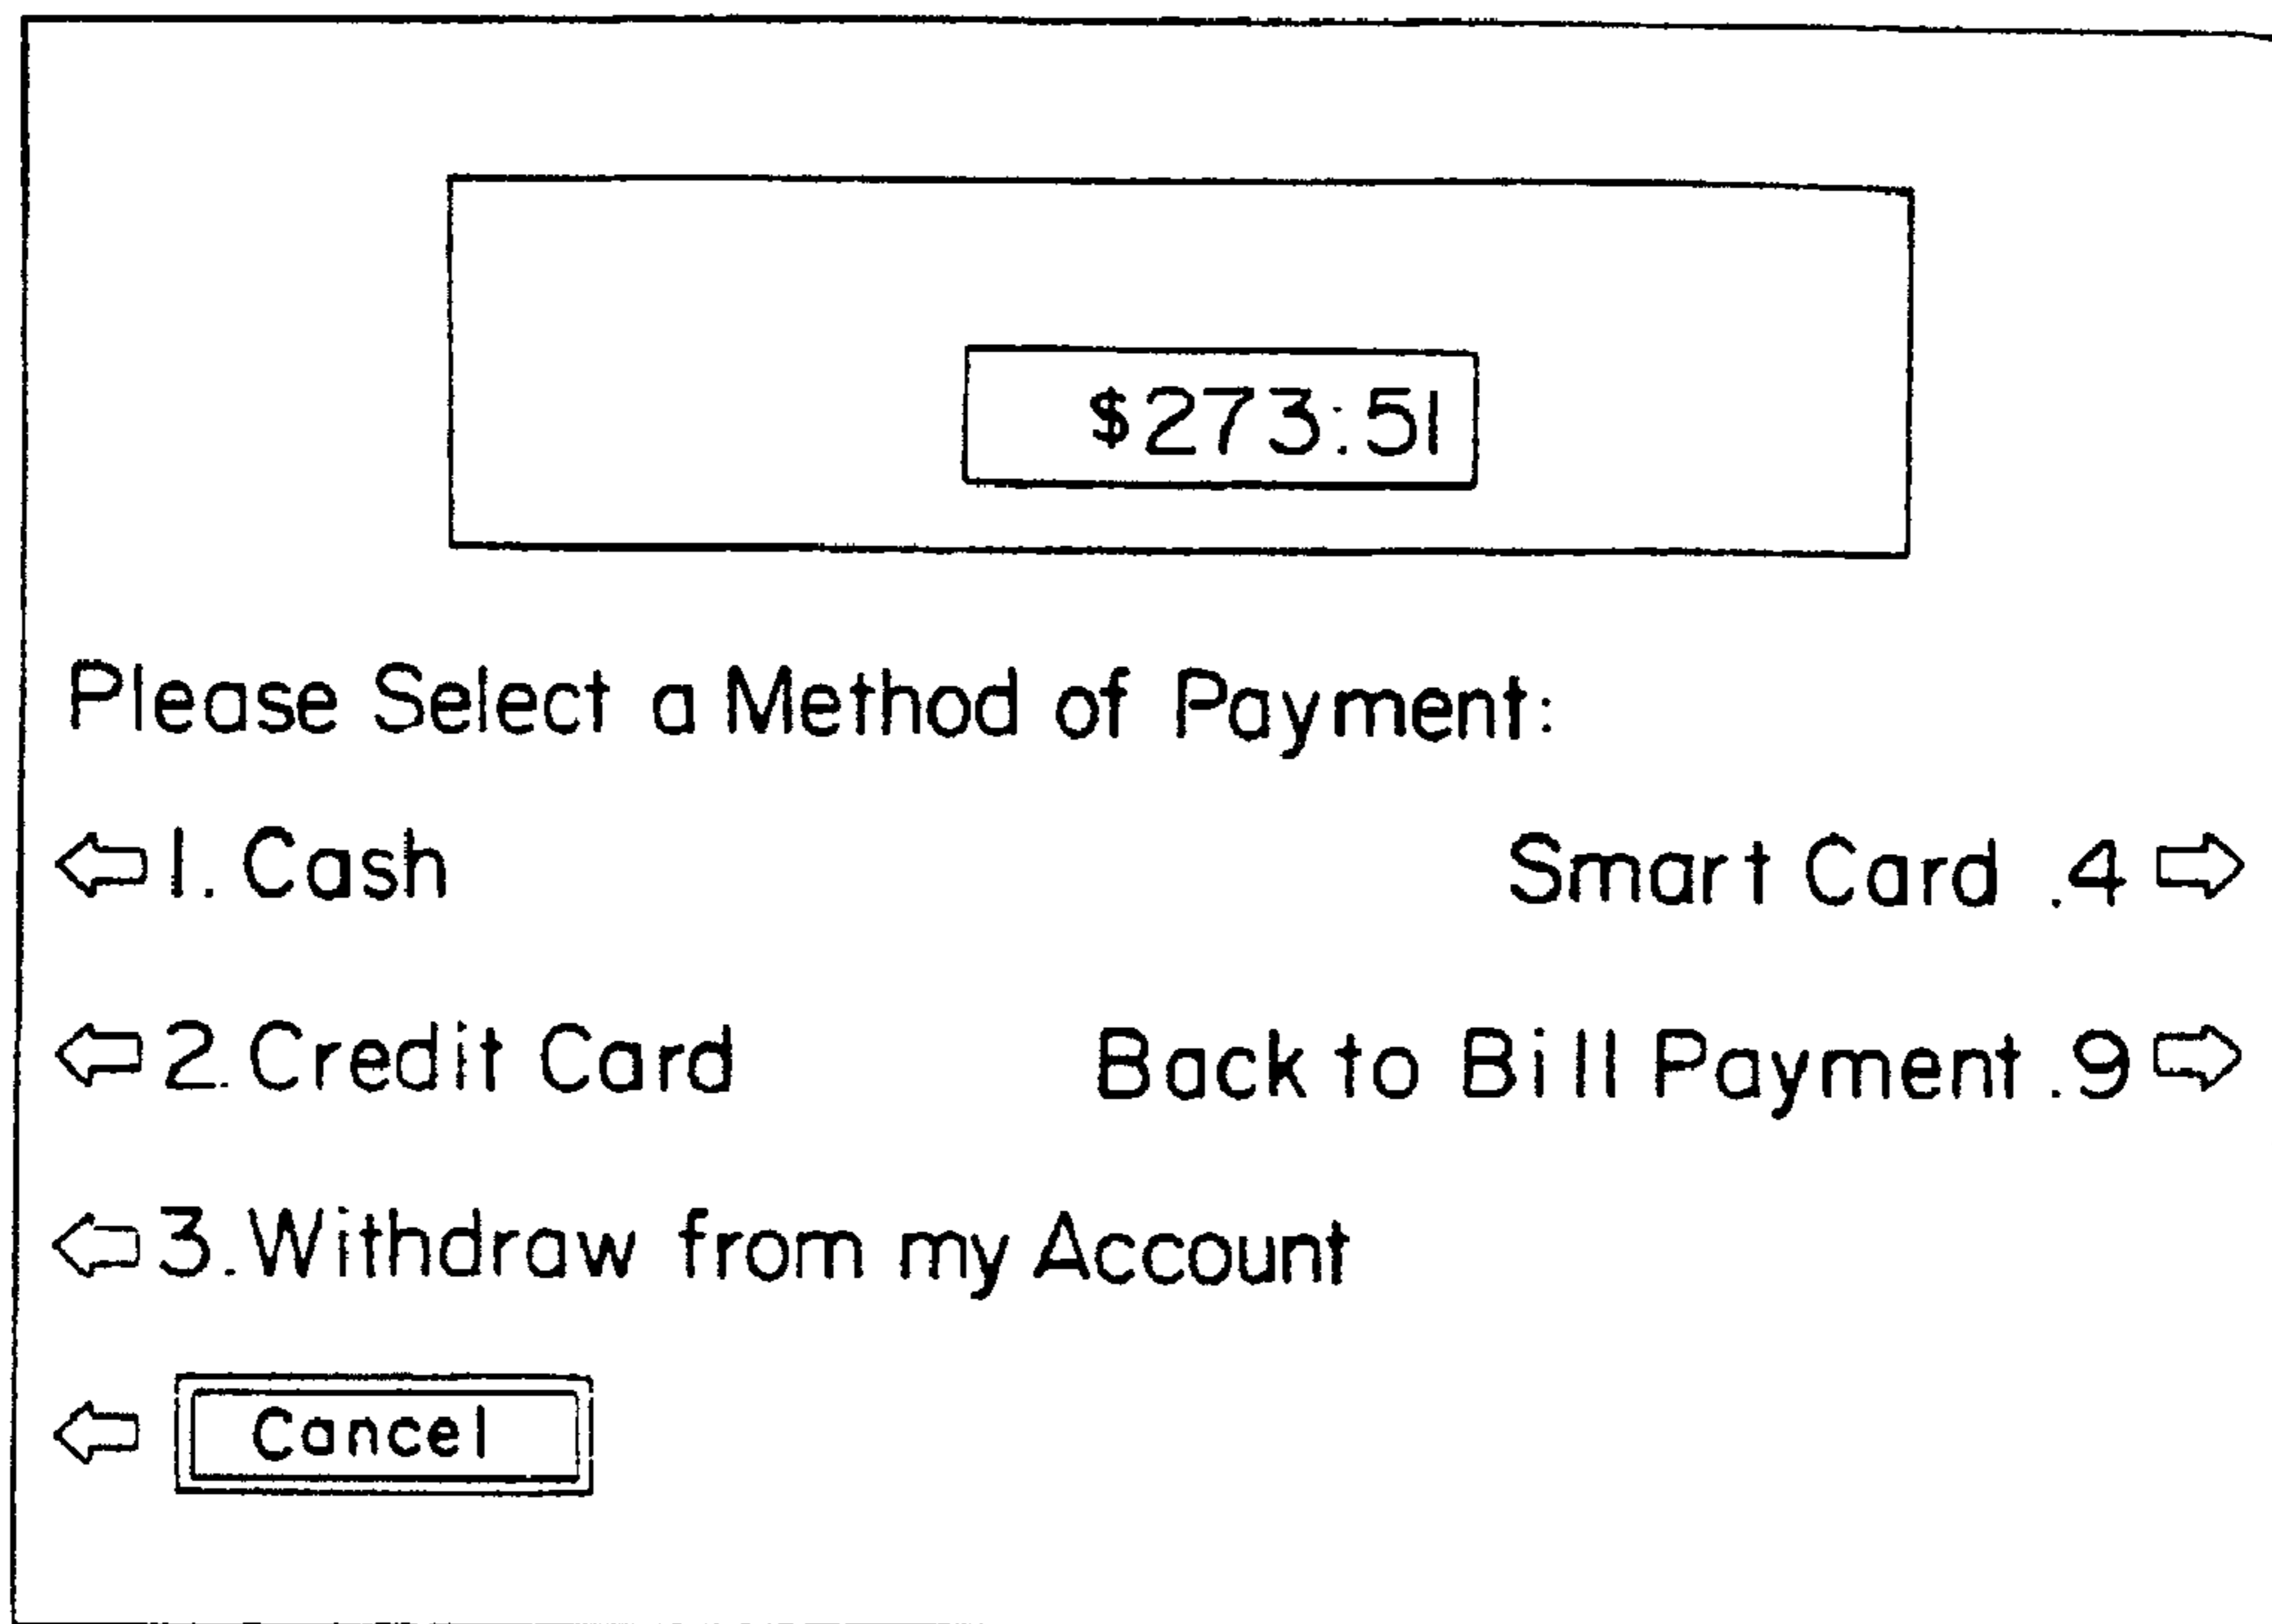 $273:51
Please Select a Method of Payment:
1. Cash
Smart Card .4
2. Credit Card
Back to Bill Payment .9
3. Withdraw from my Account
Cancel